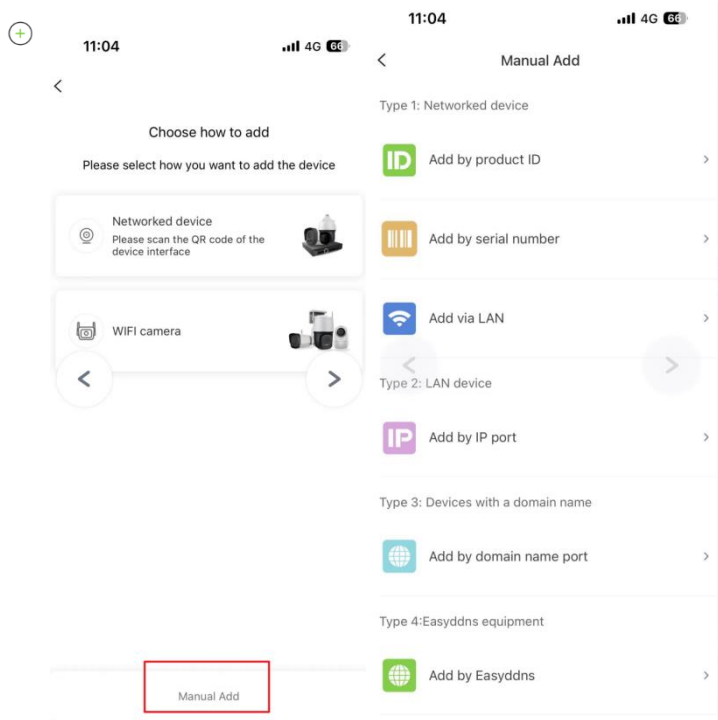 11:04
4G 66
Choose how to add
Please select how you want to add the device
Networked device
Please scan the QR code of the
device interface
WIFI camera
Manual Add
11:04
4G 66
Manual Add
Type 1: Networked device
ID
Add by product ID
Add by serial number
Add via LAN
Type 2: LAN device
IP
Add by IP port
Type 3: Devices with a domain name
Add by domain name port
Type 4:Easyddns equipment
Add by Easyddns